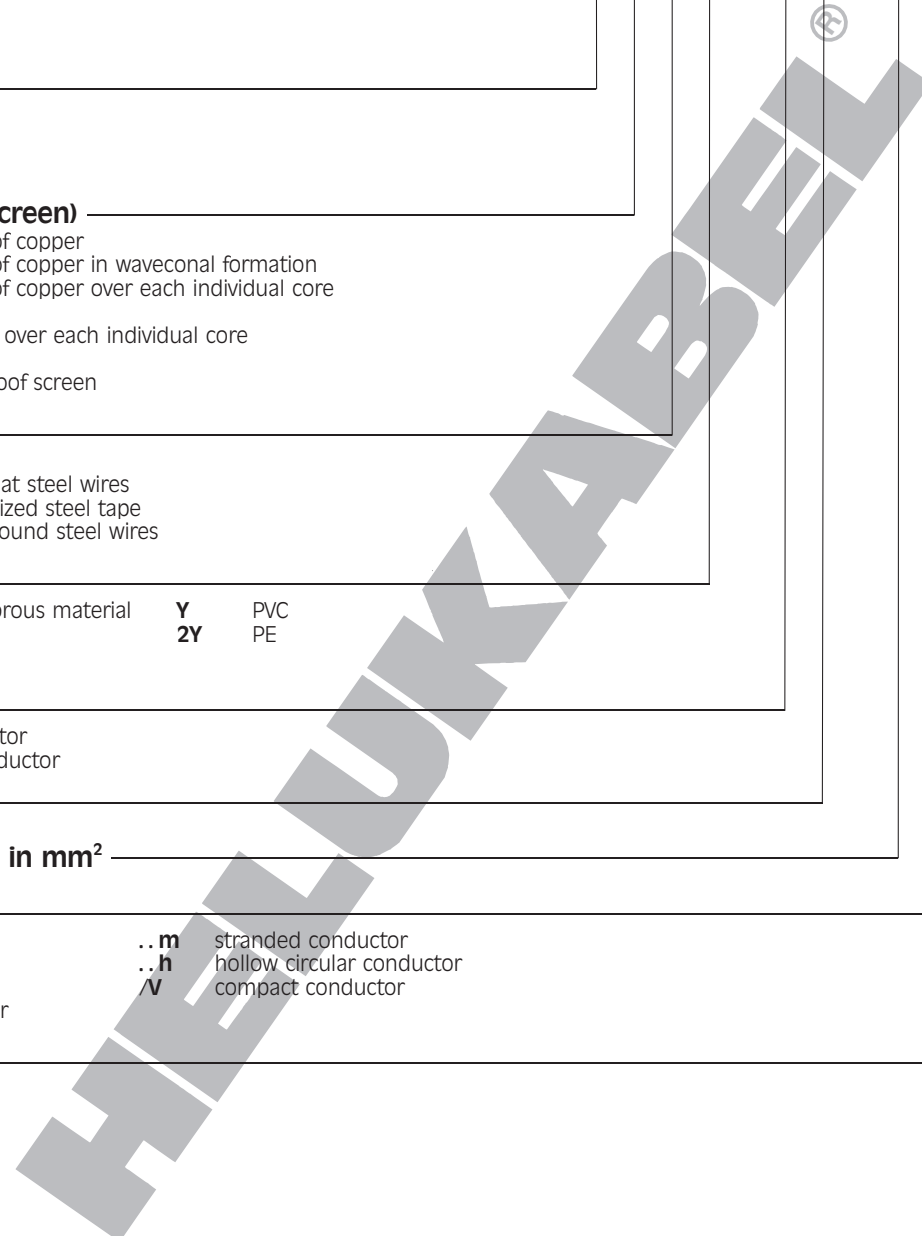 ®
creen)
of copper
of copper in waveconal formation
of copper over each individual core
over each individual core
oof screen
at steel wires
ized steel tape
ound steel wires
orous material Y PVC
2Y PE
tor
ductor
in mm²
..m stranded conductor
..h hollow circular conductor
/V compact conductor
r
HELUKABEL